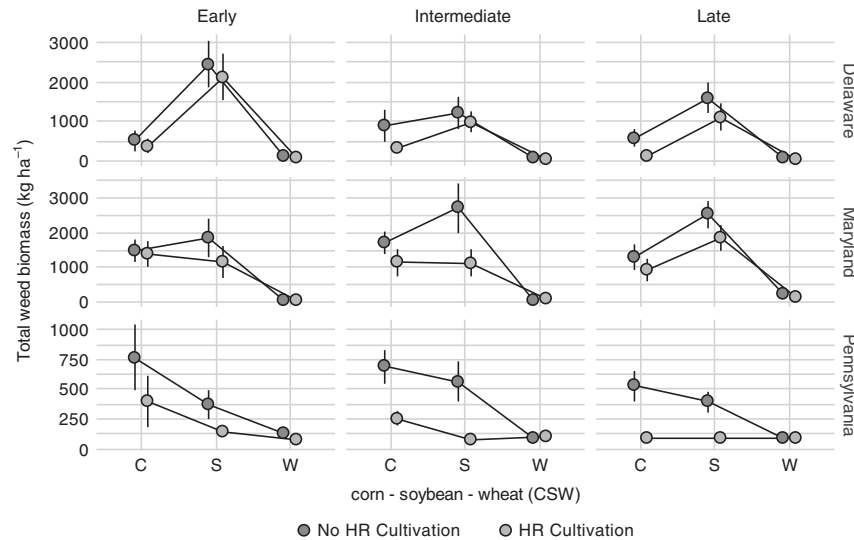 Early Intermediate Late
3000
2000
1000
0
Delaware
3000
2000
1000
0
Maryland
1000
750
500
250
0
Pennsylvania
Total weed biomass (kg ha⁻¹)
C S W C S W C S W
corn - soybean - wheat (CSW)
No HR Cultivation HR Cultivation